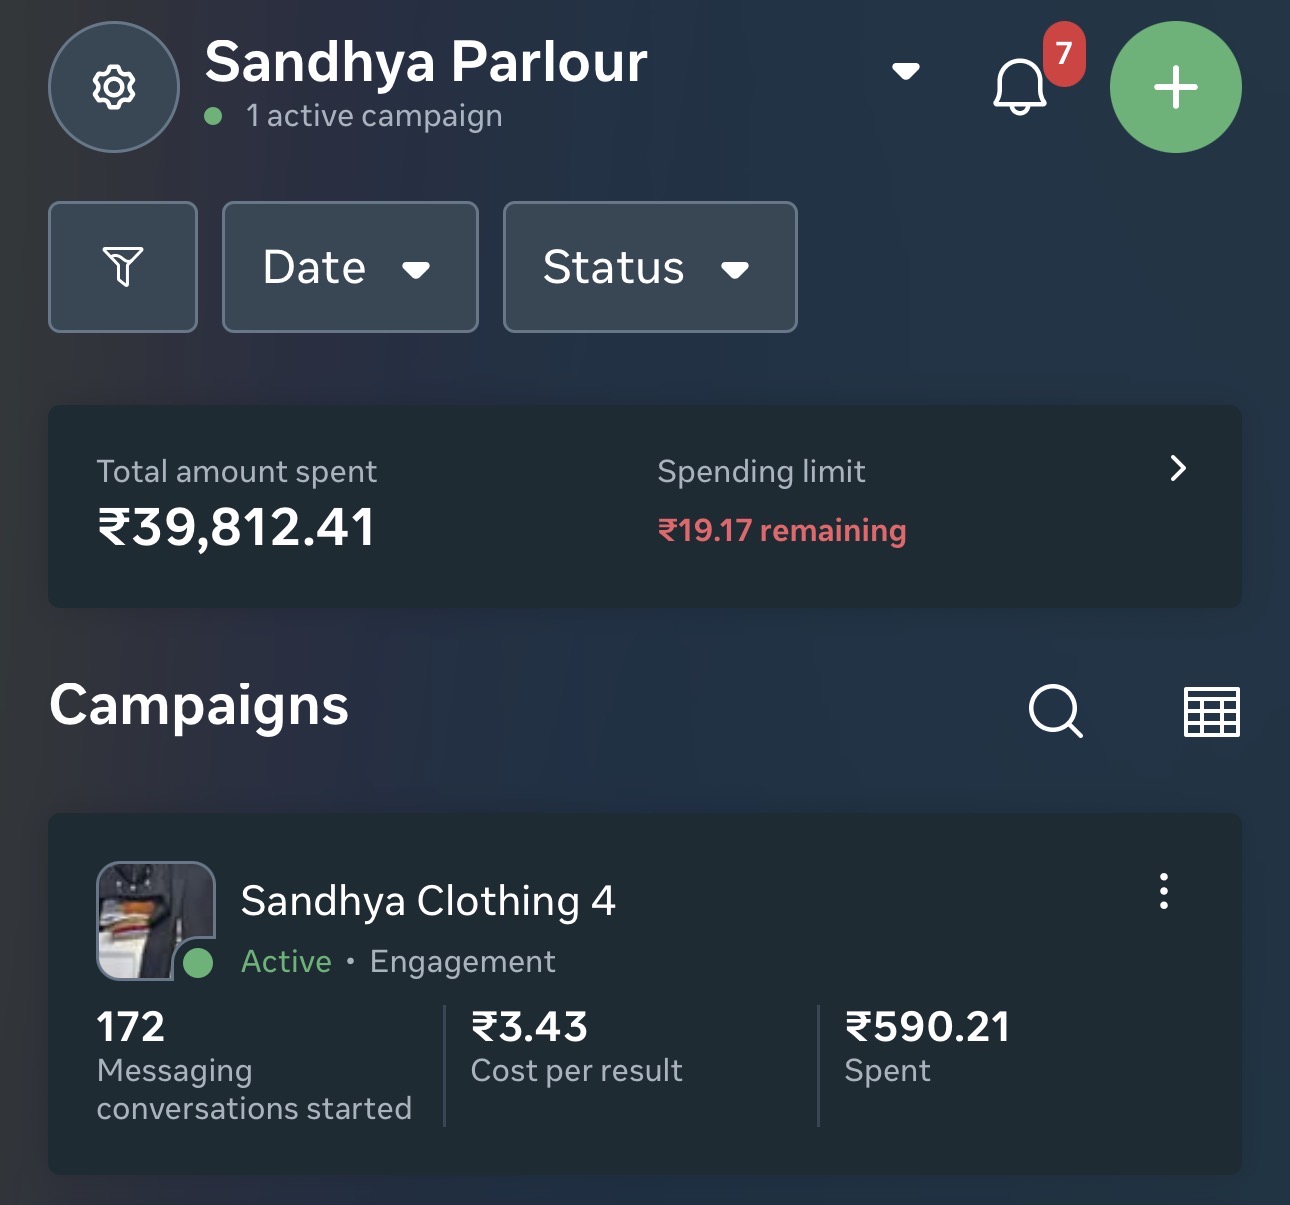 Sandhya Parlour
1 active campaign
7
Date
Status
Total amount spent
Spending limit
₹39,812.41
₹19.17 remaining
Campaigns
Sandhya Clothing 4
Active • Engagement
172
Messaging
conversations started
₹3.43
Cost per result
₹590.21
Spent